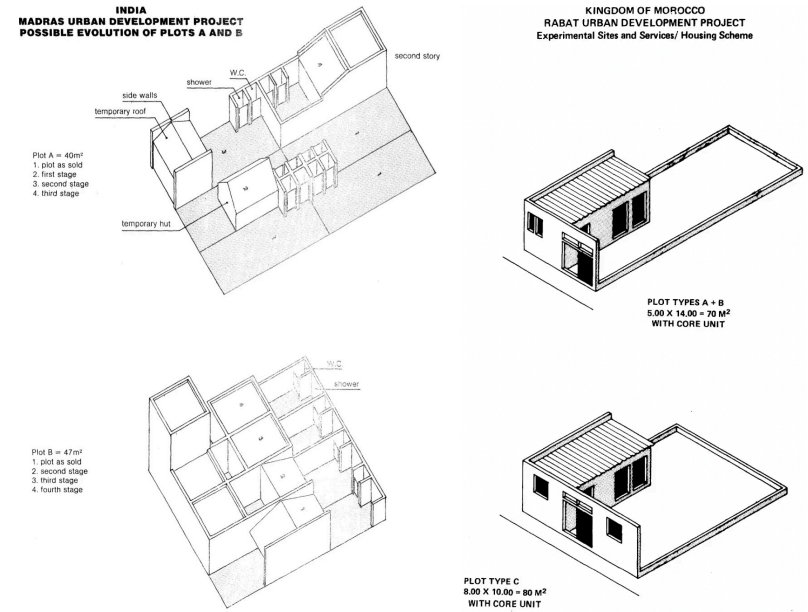 INDIA
MADRAS URBAN DEVELOPMENT PROJECT
POSSIBLE EVOLUTION OF PLOTS A AND B
second story
W.C.
shower
side walls
temporary roof
Plot A = 40m²
1. plot as sold
2. first stage
3. second stage
4. third stage
temporary hut
W.C
shower
Plot B = 47m²
1. plot as sold
2. second stage
3. third stage
4. fourth stage
KINGDOM OF MOROCCO
RABAT URBAN DEVELOPMENT PROJECT
Experimental Sites and Services/ Housing Scheme
PLOT TYPES A + B
5.00 X 14.00 = 70 M²
WITH CORE UNIT
PLOT TYPE C
8.00 X 10.00 = 80 M²
WITH CORE UNIT